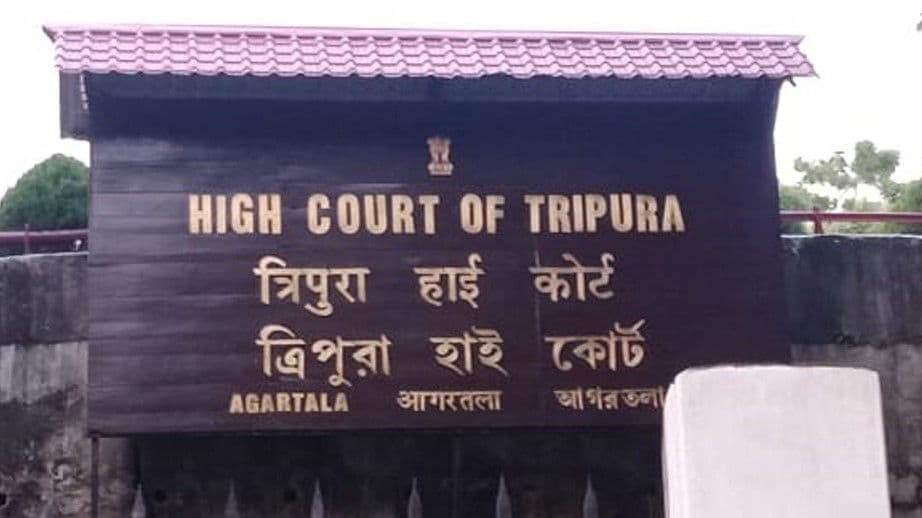 HIGH COURT OF TRIPURA
त्रिपुरा हाई कोर्ट
ত্রিপুরা হাই কোর্ট
AGARTALA आगरतला আগরতলা